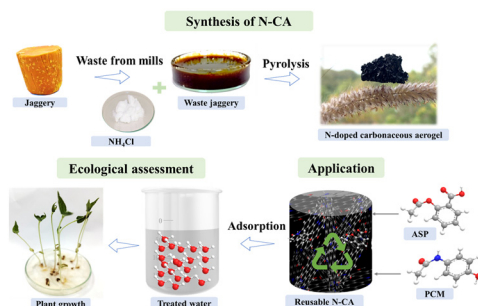 Synthesis of N-CA
Waste from mills
Pyrolysis
Jaggery
NH₄Cl
Waste jaggery
N-doped carbonaceous aerogel
Ecological assessment
Application
Adsorption
ASP
PCM
Plant growth
Treated water
Reusable N-CA